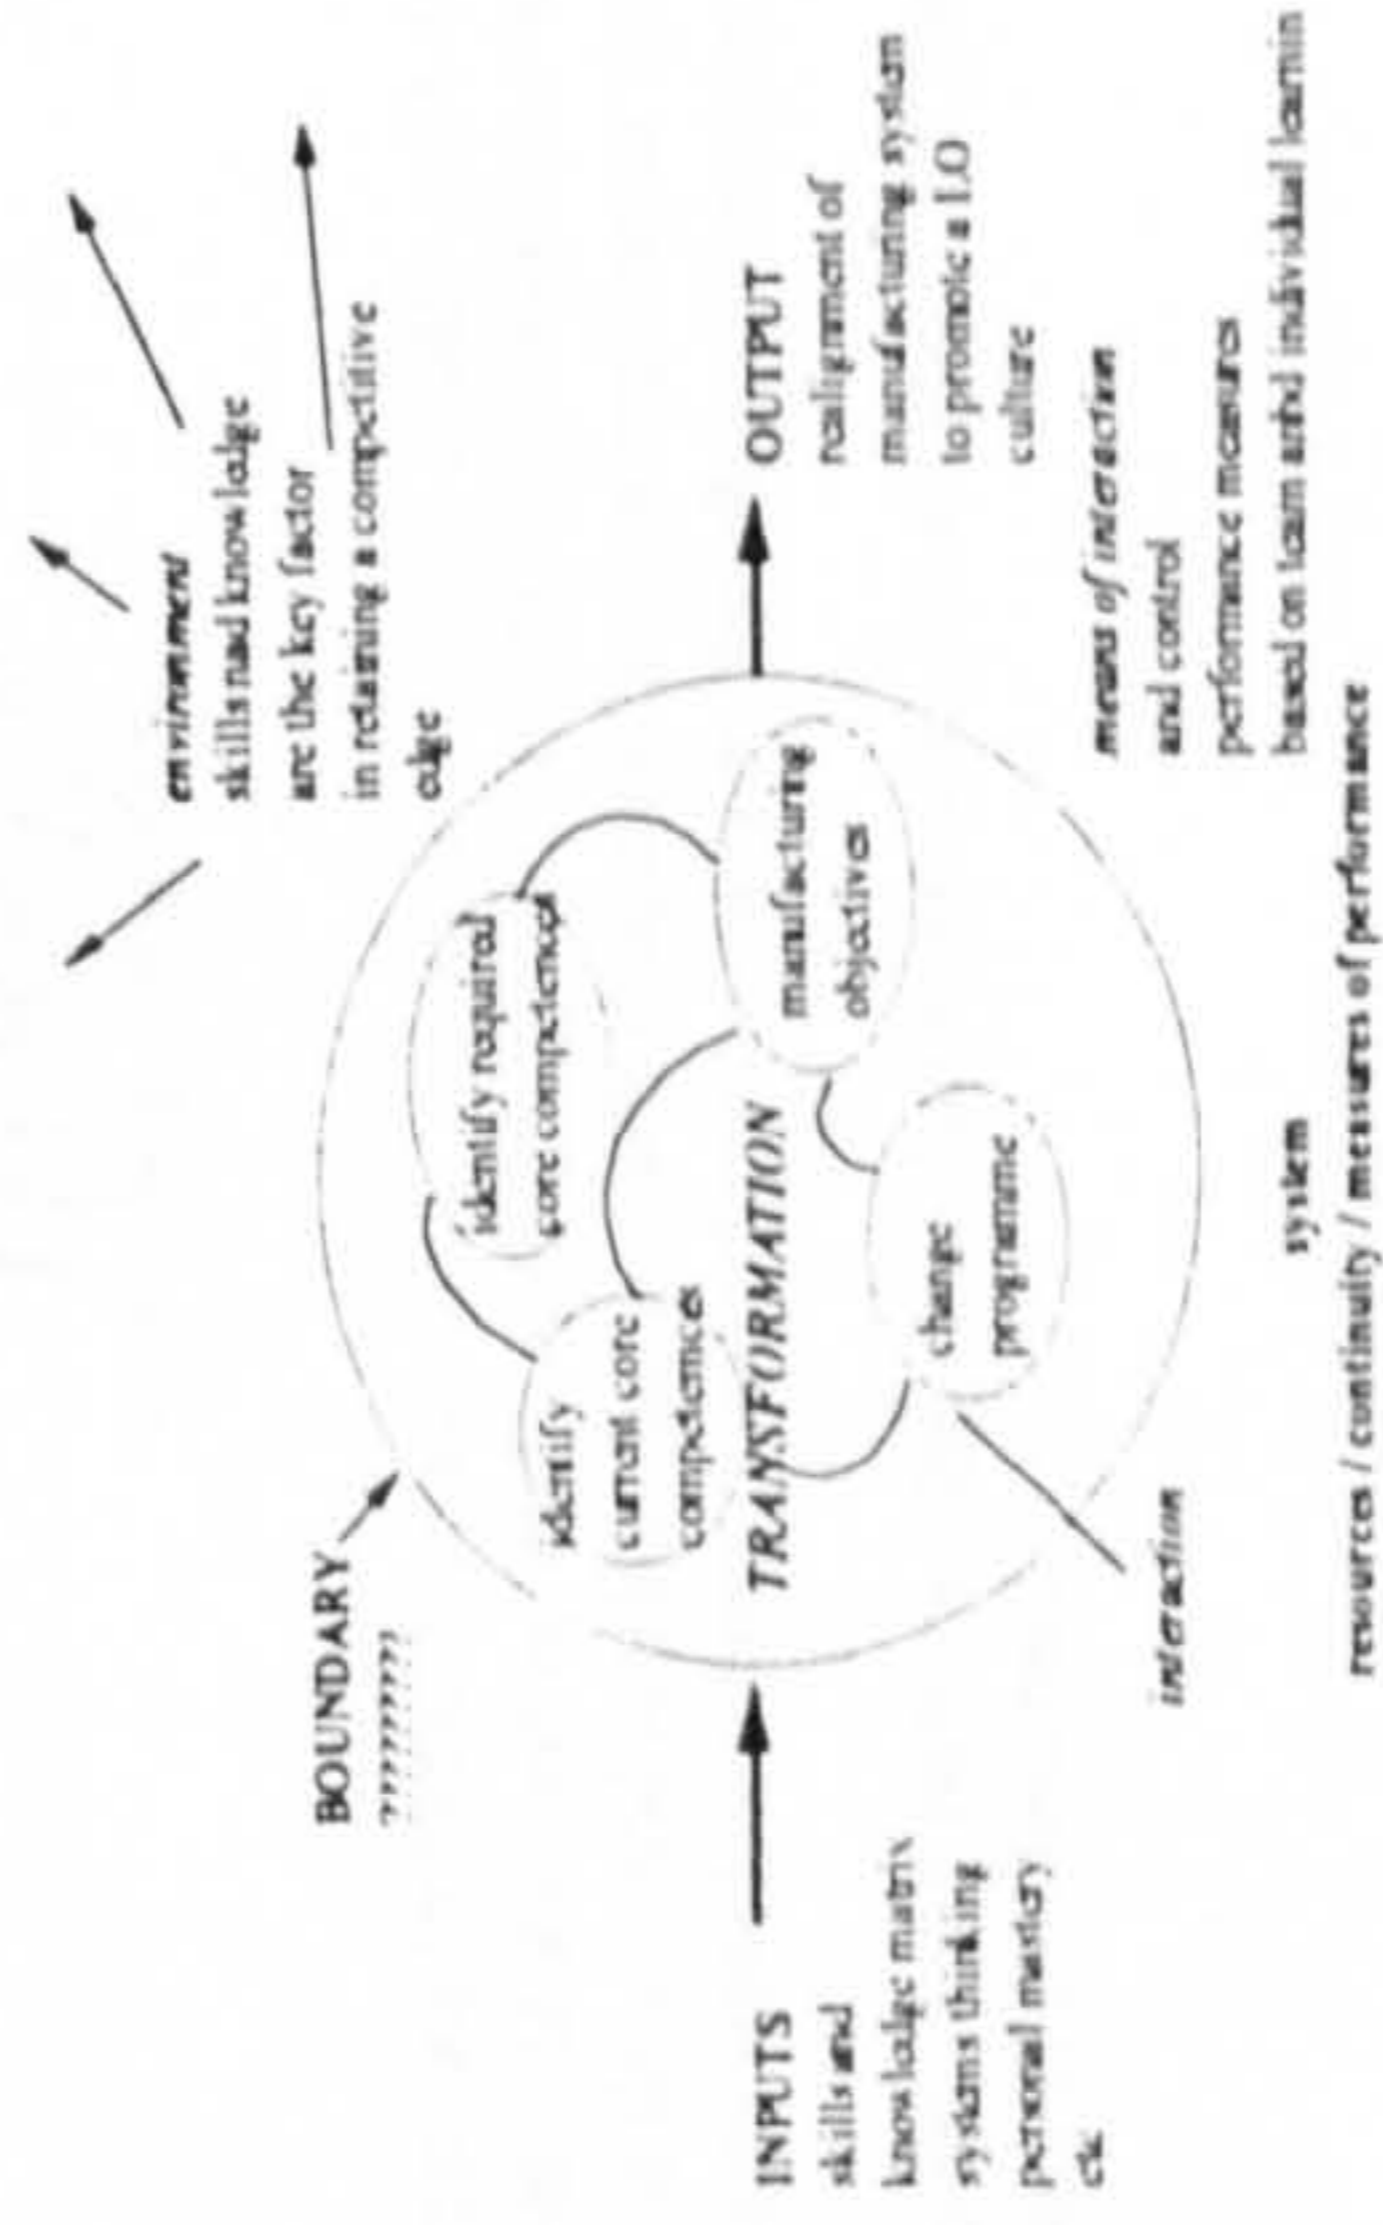 environment
skills nad knowledge
are the key factor
in retaining a competitive
edge
BOUNDARY
?????????
identify required
core competences
identify
current core
competences
manufacturing
objectives
TRANSFORMATION
change
programme
INPUTS
skills and
knowledge matrix
systems thinking
personal mastery
etc
OUTPUT
realignment of
manufacturing system
to promote a LO
culture
interaction
means of interaction
and control
performance measures
based on team anbd individual learnin
system
resources / continuity / measures of performance